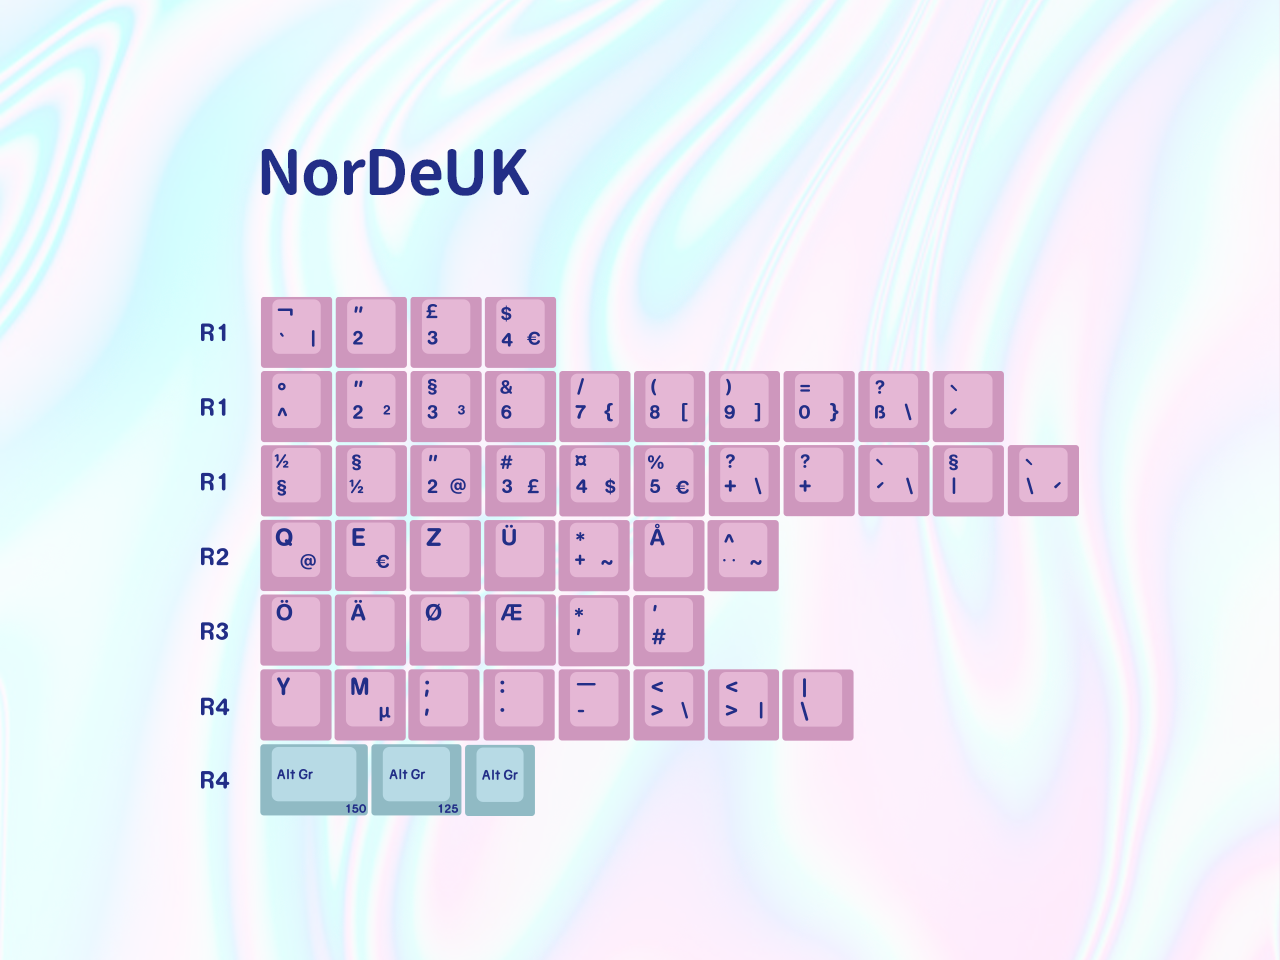 NorDeUK
R1 ¬ ` | " 2 £ 3 $ 4 €
R1 ° ^ " 2 ² § 3 ³ & 6 / 7 { ( 8 [ ) 9 ] = 0 } ? ß \ ` ´
R1 ½ § § ½ " 2 @ # 3 £ ¤ 4 $ % 5 € ? + \ ? + ` ´ \ § | ` \ ´
R2 Q @ E € Z Ü * + ~ Å ^ ¨ ~
R3 Ö Ä Ø Æ * ' ' #
R4 Y M µ ; , : . — - < > \ < > | | \
R4 Alt Gr 150 Alt Gr 125 Alt Gr